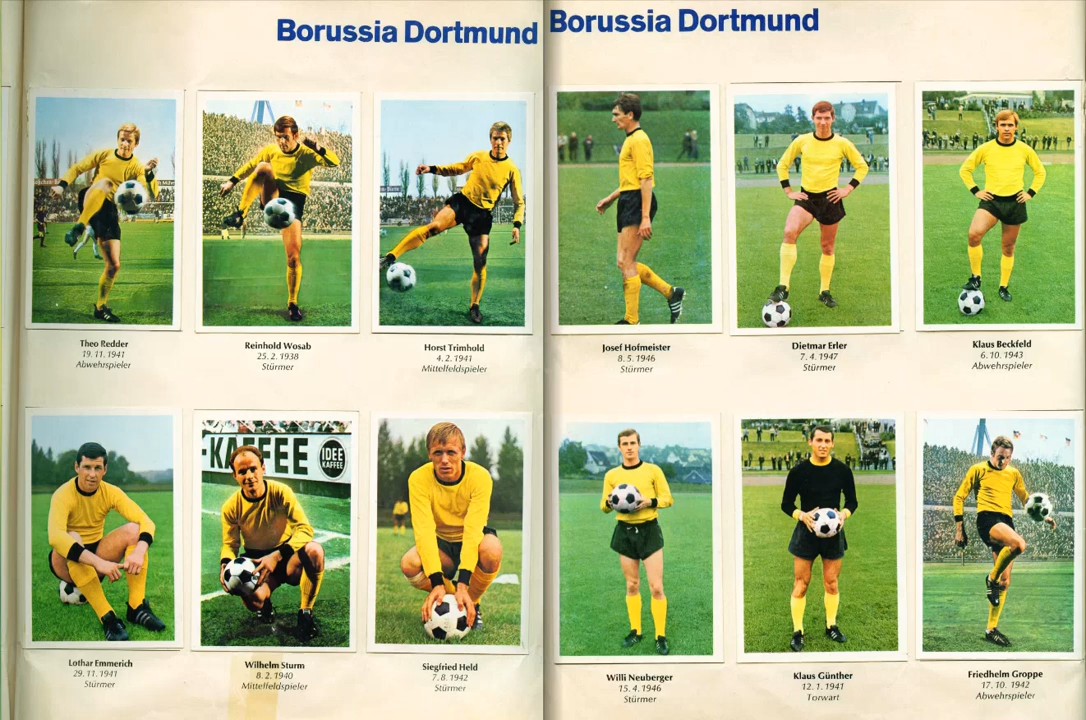 Borussia Dortmund
Borussia Dortmund
Theo Redder
19. 11. 1941
Abwehrspieler
Reinhold Wosab
25. 2. 1938
Stürmer
Horst Trimhold
4. 2. 1941
Mittelfeldspieler
Josef Hofmeister
8. 5. 1946
Stürmer
Dietmar Erler
7. 4. 1947
Stürmer
Klaus Beckfeld
6. 10. 1943
Abwehrspieler
-KAFFEE
IDEE
KAFFEE
Lothar Emmerich
29. 11. 1941
Stürmer
Wilhelm Sturm
8. 2. 1940
Mittelfeldspieler
Siegfried Held
7. 8. 1942
Stürmer
Willi Neuberger
15. 4. 1946
Stürmer
Klaus Günther
12. 1. 1941
Torwart
Friedhelm Groppe
17. 10. 1942
Abwehrspieler